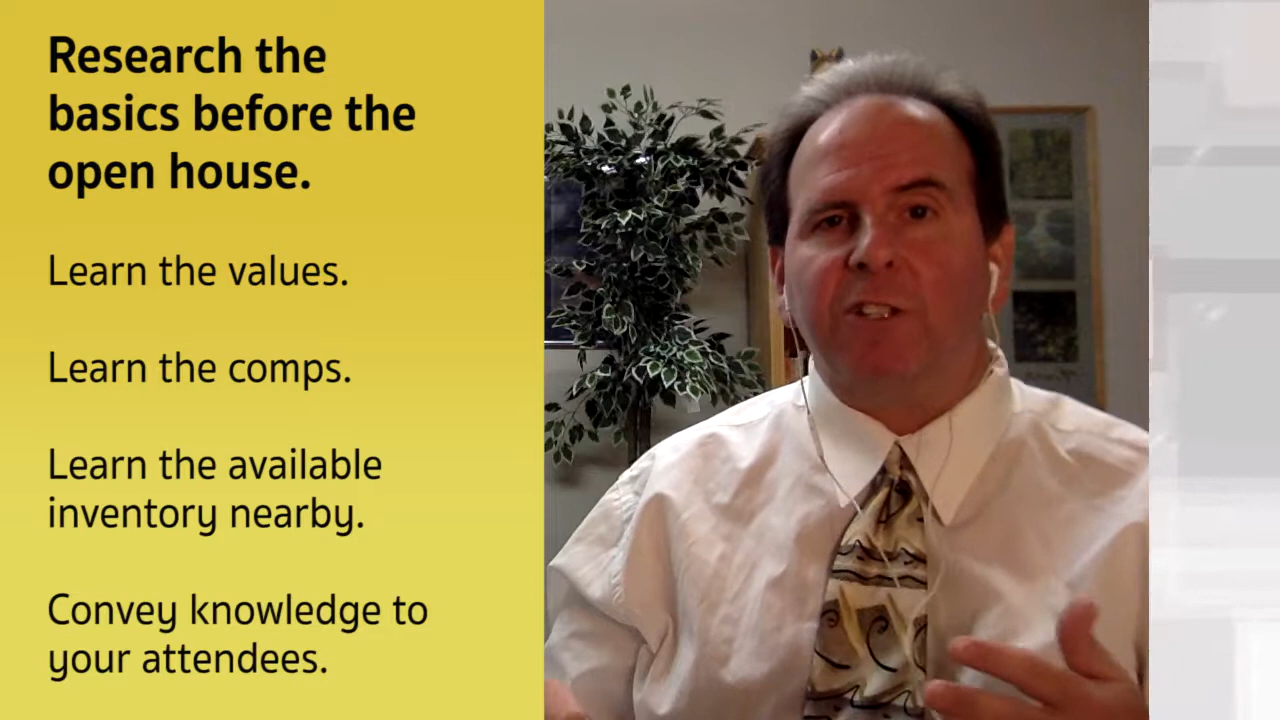 Research the
basics before the
open house.
Learn the values.
Learn the comps.
Learn the available
inventory nearby.
Convey knowledge to
your attendees.